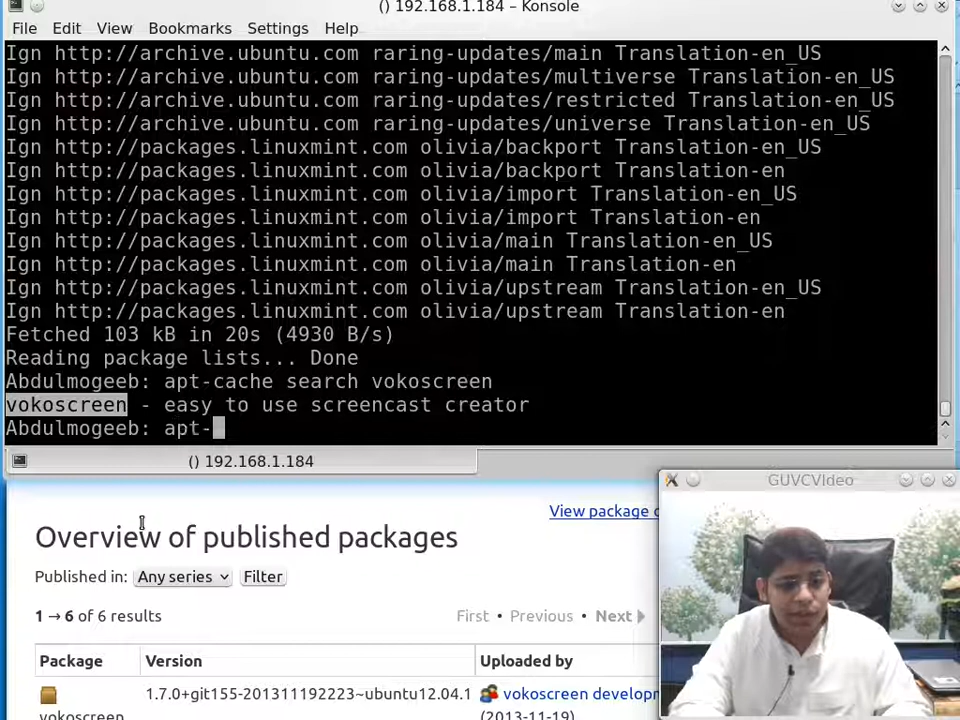 () 192.168.1.184 – Konsole
File Edit View Bookmarks Settings Help
Ign http://archive.ubuntu.com raring-updates/main Translation-en_US
Ign http://archive.ubuntu.com raring-updates/multiverse Translation-en_US
Ign http://archive.ubuntu.com raring-updates/restricted Translation-en_US
Ign http://archive.ubuntu.com raring-updates/universe Translation-en_US
Ign http://packages.linuxmint.com olivia/backport Translation-en_US
Ign http://packages.linuxmint.com olivia/backport Translation-en
Ign http://packages.linuxmint.com olivia/import Translation-en_US
Ign http://packages.linuxmint.com olivia/import Translation-en
Ign http://packages.linuxmint.com olivia/main Translation-en_US
Ign http://packages.linuxmint.com olivia/main Translation-en
Ign http://packages.linuxmint.com olivia/upstream Translation-en_US
Ign http://packages.linuxmint.com olivia/upstream Translation-en
Fetched 103 kB in 20s (4930 B/s)
Reading package lists... Done
Abdulmogeeb: apt-cache search vokoscreen
vokoscreen - easy to use screencast creator
Abdulmogeeb: apt-
() 192.168.1.184
GUVCVIdeo
View package
Overview of published packages
Published in: Any series Filter
1 → 6 of 6 results First • Previous • Next
Package Version Uploaded by
1.7.0+git155-201311192223~ubuntu12.04.1 vokoscreen developm
vokoscreen (2013-11-19)